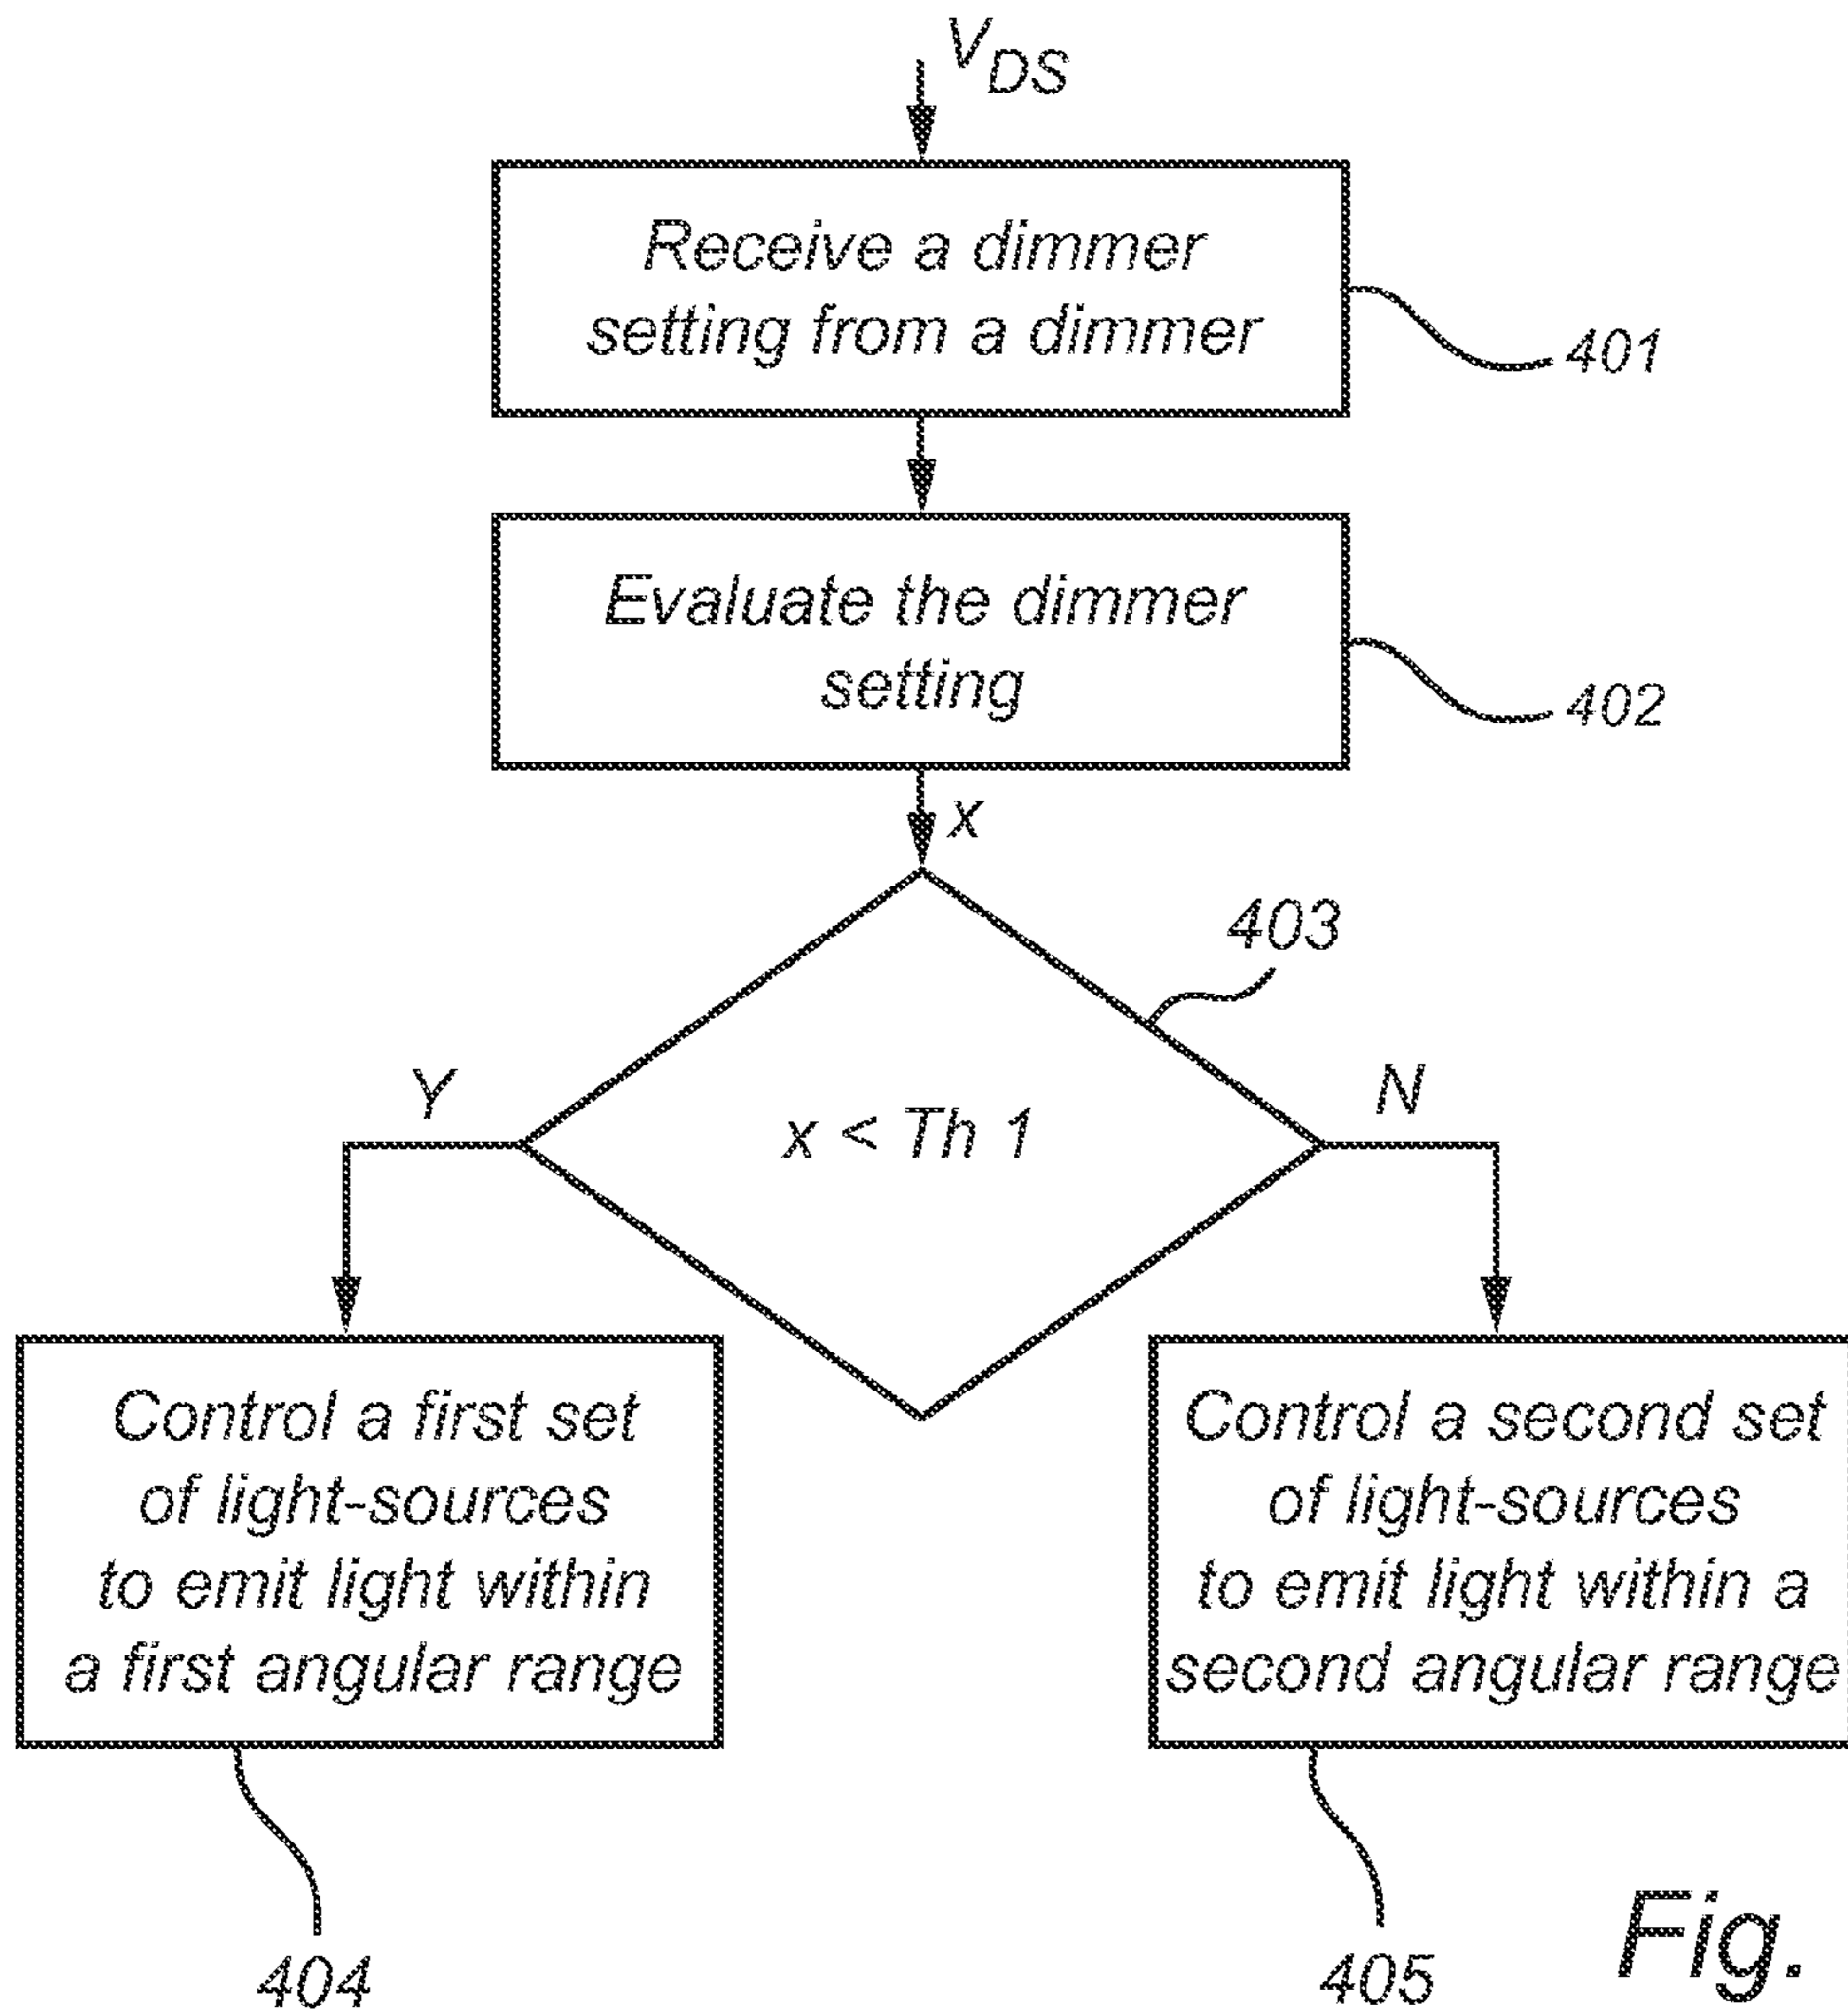 V_DS
Receive a dimmer
setting from a dimmer
401
Evaluate the dimmer
setting
402
x
403
Y
x < Th 1
N
Control a first set
of light-sources
to emit light within
a first angular range
Control a second set
of light-sources
to emit light within a
second angular range
404
405
Fig.